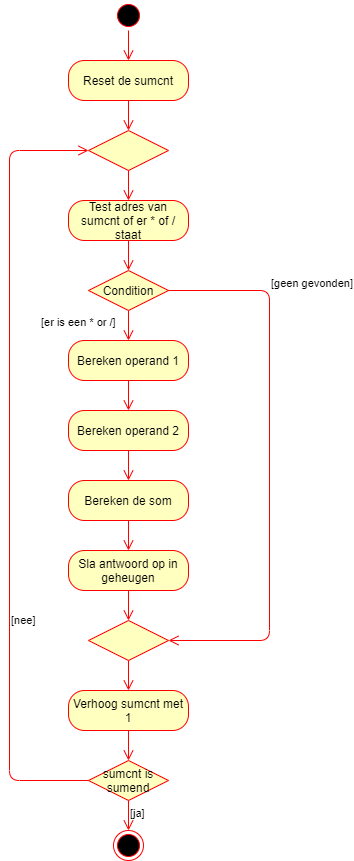 Reset de sumcnt
Test adres van
sumcnt of er * of /
staat
Condition
[geen gevonden]
[er is een * or /]
Bereken operand 1
Bereken operand 2
Bereken de som
Sla antwoord op in
geheugen
[nee]
Verhoog sumcnt met
1
sumcnt is
sumend
[ja]